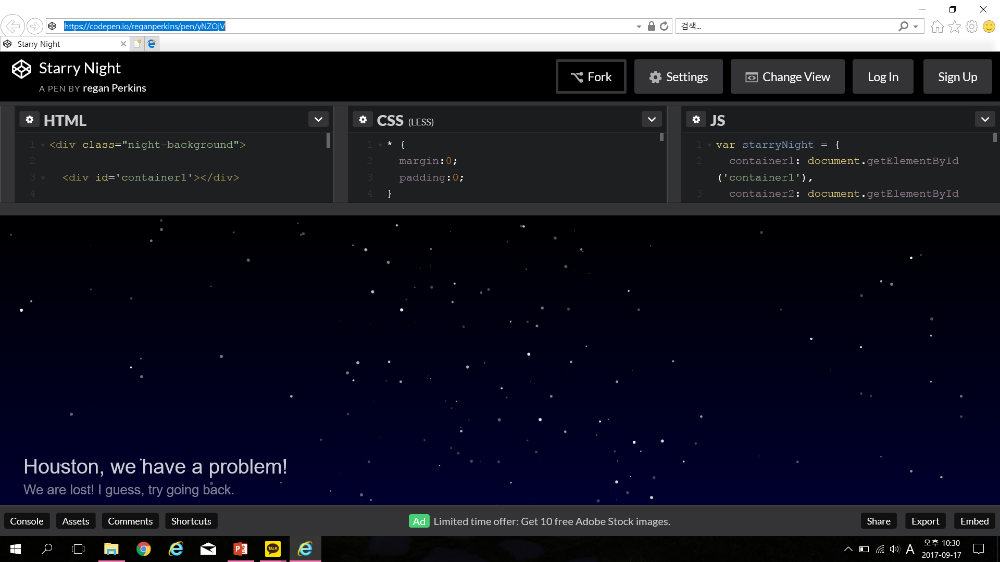 https://codepen.io/reganperkins/pen/yNZOjV
검색...
Starry Night
Starry Night
A PEN BY regan Perkins
Fork
Settings
Change View
Log In
Sign Up
HTML
1 <div class="night-background">
2
3 <div id='container1'></div>
4
CSS (LESS)
1 * {
2 margin:0;
3 padding:0;
4 }
JS
1 var starryNight = {
2 container1: document.getElementById
('container1'),
3 container2: document.getElementById
Houston, we have a problem!
We are lost! I guess, try going back.
Console
Assets
Comments
Shortcuts
Ad Limited time offer: Get 10 free Adobe Stock images.
Share
Export
Embed
P
TALK
A
오후 10:30
2017-09-17